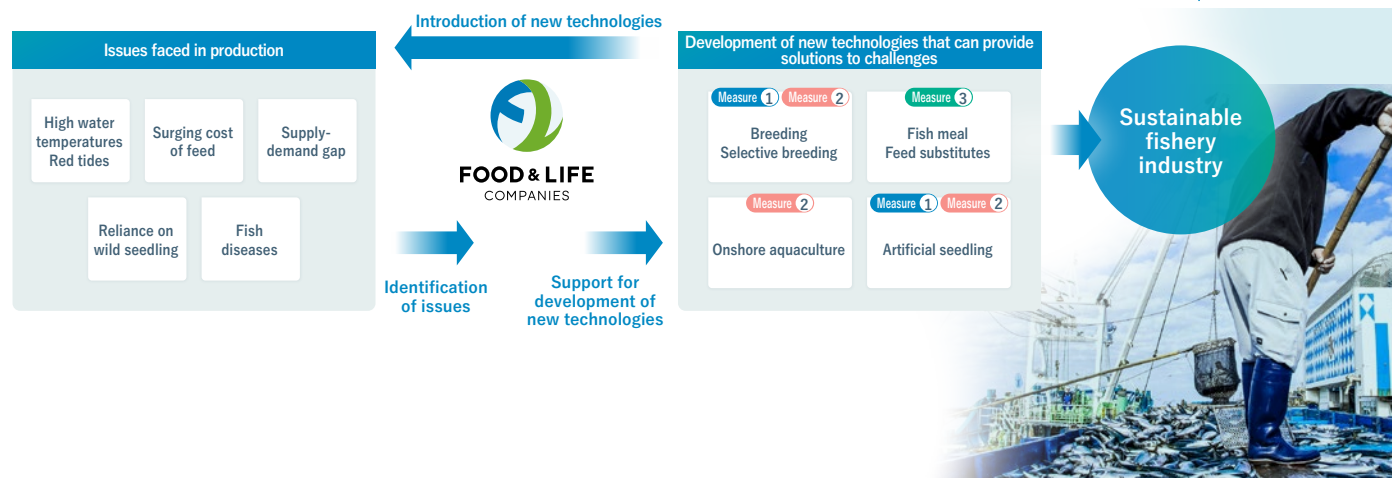 Introduction of new technologies
Issues faced in production
High water
temperatures
Red tides
Surging cost
of feed
Supply-
demand gap
Reliance on
wild seedling
Fish
diseases
FOOD & LIFE
COMPANIES
Identification
of issues
Support for
development of
new technologies
Development of new technologies that can provide
solutions to challenges
Measure 1 Measure 2
Breeding
Selective breeding
Measure 3
Fish meal
Feed substitutes
Measure 2
Onshore aquaculture
Measure 1 Measure 2
Artificial seedling
Sustainable
fishery
industry